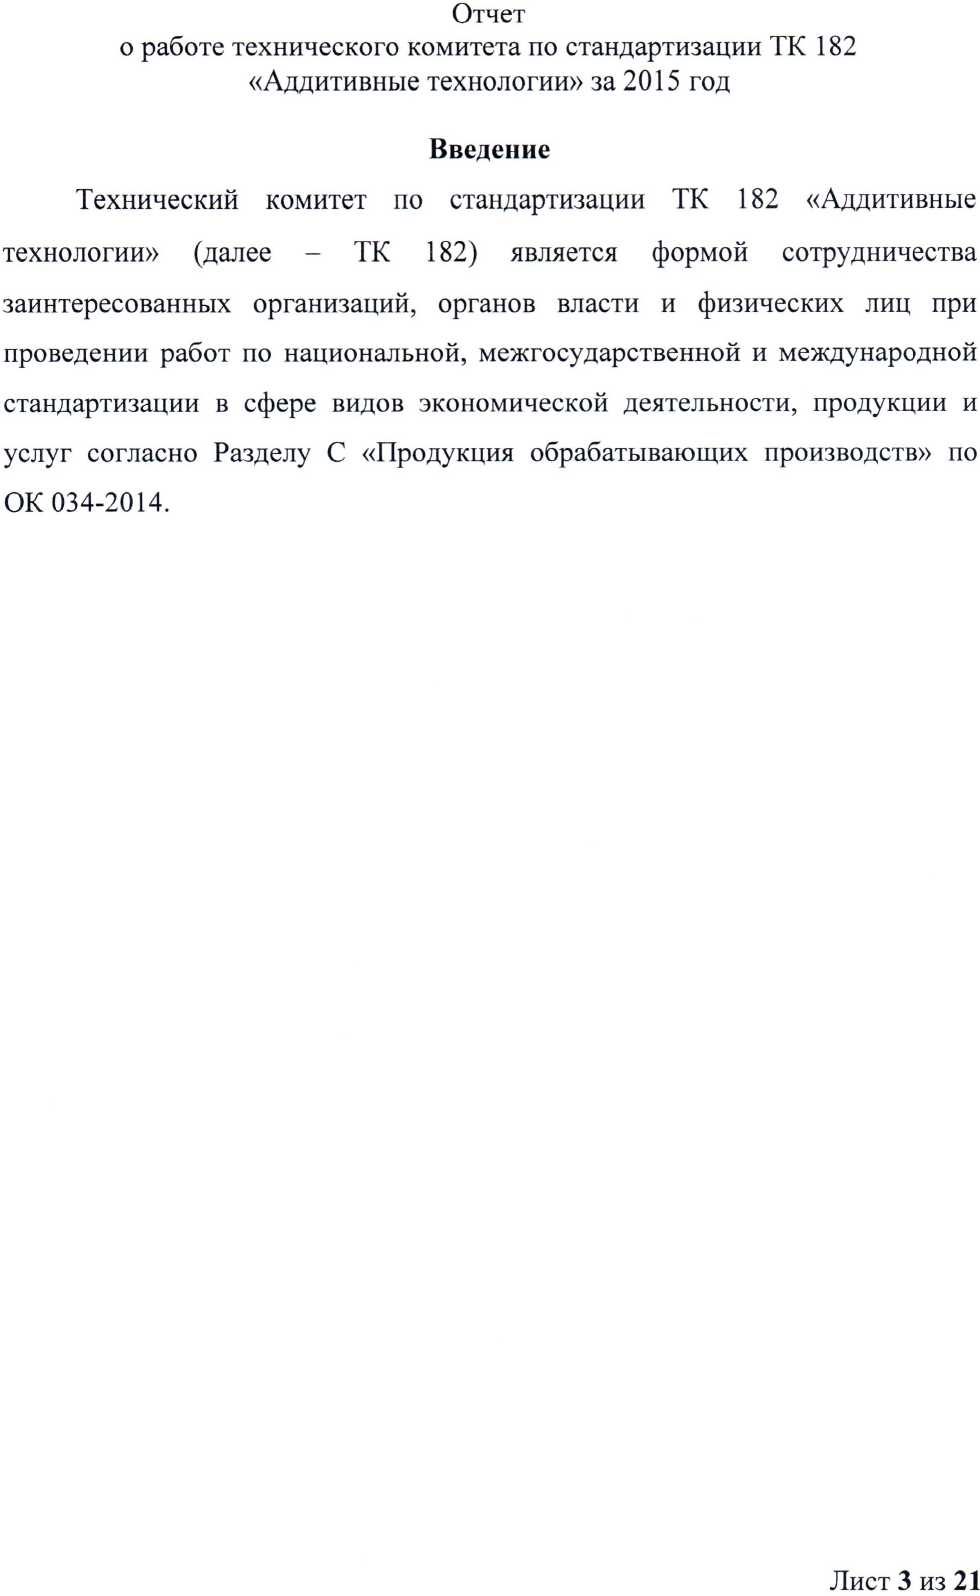 Отчет
о работе технического комитета по стандартизации ТК 182
«Аддитивные технологии» за 2015 год
Введение
Технический комитет по стандартизации ТК 182 «Аддитивные
технологии» (далее – ТК 182) является формой сотрудничества
заинтересованных организаций, органов власти и физических лиц при
проведении работ по национальной, межгосударственной и международной
стандартизации в сфере видов экономической деятельности, продукции и
услуг согласно Разделу С «Продукция обрабатывающих производств» по
ОК 034-2014.
Лист 3 из 21